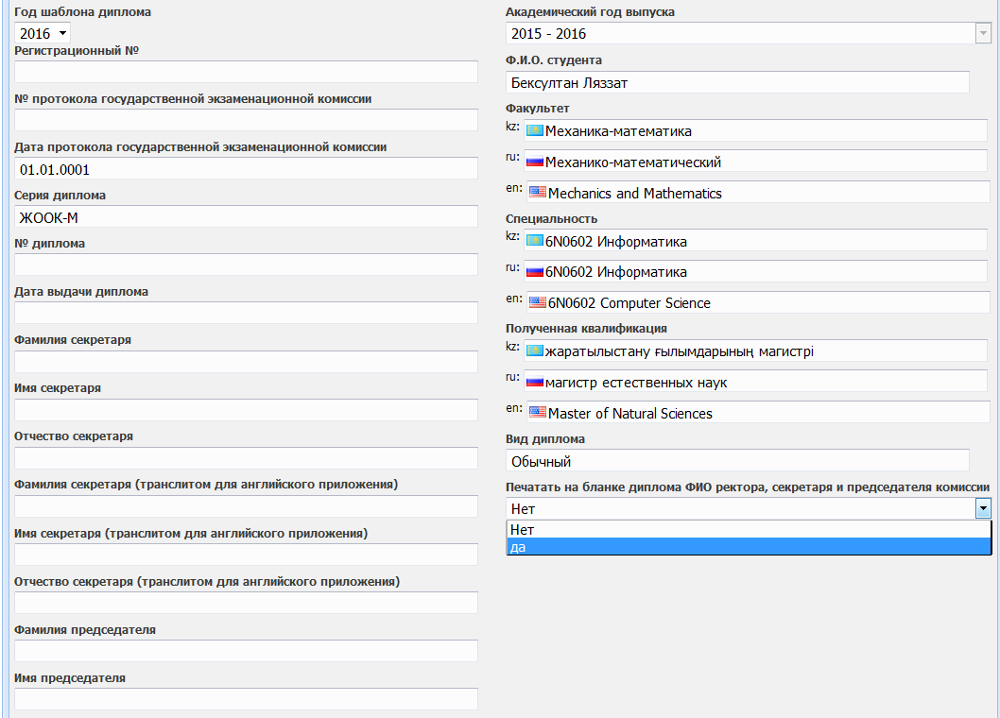 Год шаблона диплома
2016
Регистрационный №
№ протокола государственной экзаменационной комиссии
Дата протокола государственной экзаменационной комиссии
01.01.0001
Серия диплома
ЖООК-М
№ диплома
Дата выдачи диплома
Фамилия секретаря
Имя секретаря
Отчество секретаря
Фамилия секретаря (транслитом для английского приложения)
Имя секретаря (транслитом для английского приложения)
Отчество секретаря (транслитом для английского приложения)
Фамилия председателя
Имя председателя
Академический год выпуска
2015 - 2016
Ф.И.О. студента
Бексултан Ляззат
Факультет
kz: Механика-математика
ru: Механико-математический
en: Mechanics and Mathematics
Специальность
kz: 6N0602 Информатика
ru: 6N0602 Информатика
en: 6N0602 Computer Science
Полученная квалификация
kz: жаратылыстану ғылымдарының магистрі
ru: магистр естественных наук
en: Master of Natural Sciences
Вид диплома
Обычный
Печатать на бланке диплома ФИО ректора, секретаря и председателя комиссии
Нет
Нет
да